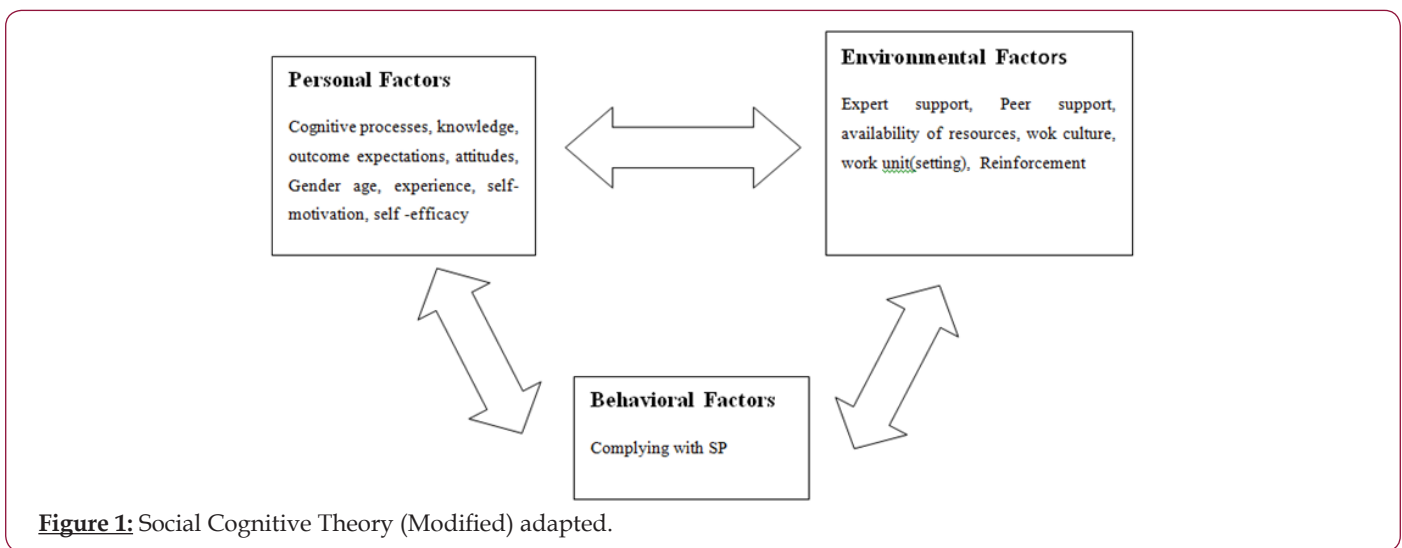 Personal Factors
Cognitive processes, knowledge,
outcome expectations, attitudes,
Gender age, experience, self-
motivation, self -efficacy
Environmental Factors
Expert support, Peer support,
availability of resources, wok culture,
work unit(setting), Reinforcement
Behavioral Factors
Complying with SP
Figure 1: Social Cognitive Theory (Modified) adapted.